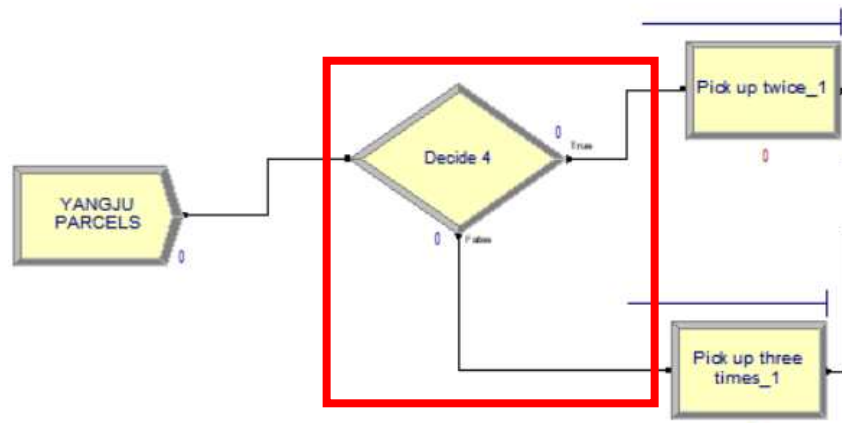 Pick up twice_1
0
0
True
Decide 4
YANGJU
PARCELS
0
0
False
Pick up three
times_1